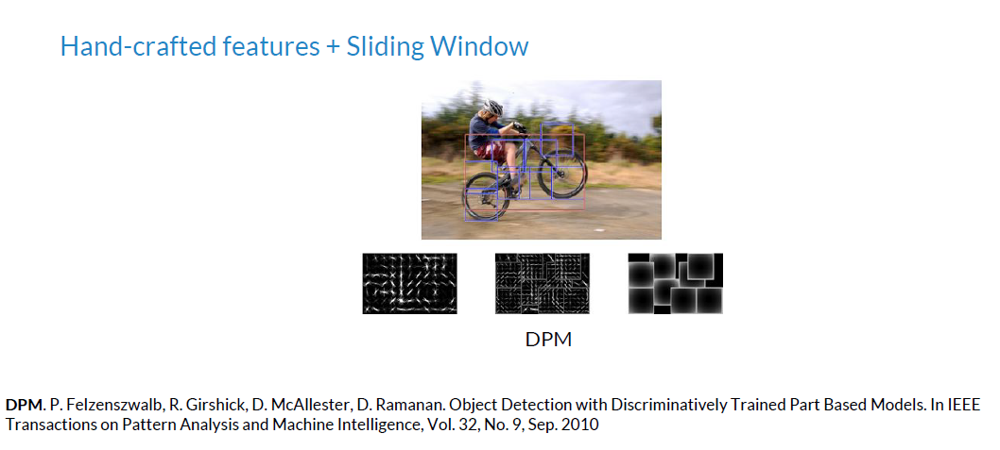 Hand-crafted features + Sliding Window
DPM
DPM. P. Felzenszwalb, R. Girshick, D. McAllester, D. Ramanan. Object Detection with Discriminatively Trained Part Based Models. In IEEE
Transactions on Pattern Analysis and Machine Intelligence, Vol. 32, No. 9, Sep. 2010